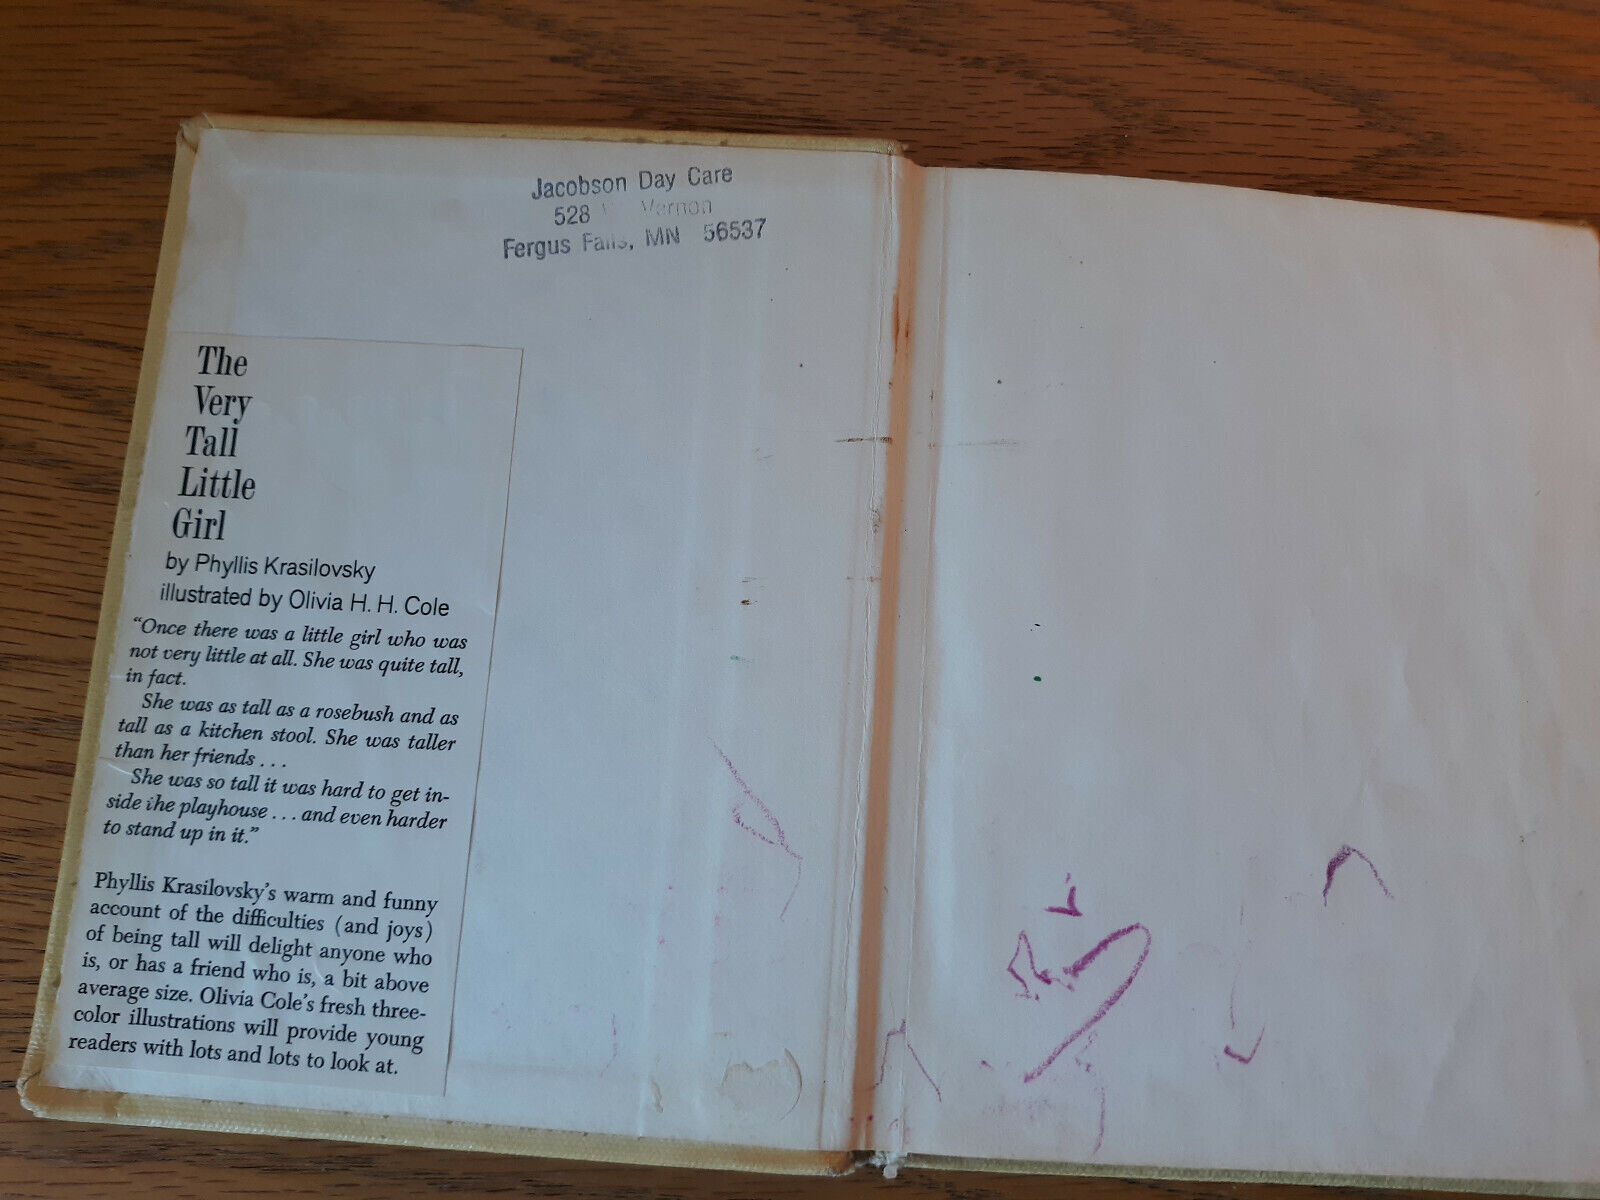 Jacobson Day Care
528 Vernon
Fergus Falls, MN 56537
The
Very
Tall
Little
Girl
by Phyllis Krasilovsky
illustrated by Olivia H. H. Cole
“Once there was a little girl who was
not very little at all. She was quite tall,
in fact.
She was as tall as a rosebush and as
tall as a kitchen stool. She was taller
than her friends . . .
She was so tall it was hard to get in-
side the playhouse . . . and even harder
to stand up in it.”
Phyllis Krasilovsky’s warm and funny
account of the difficulties (and joys)
of being tall will delight anyone who
is, or has a friend who is, a bit above
average size. Olivia Cole’s fresh three-
color illustrations will provide young
readers with lots and lots to look at.